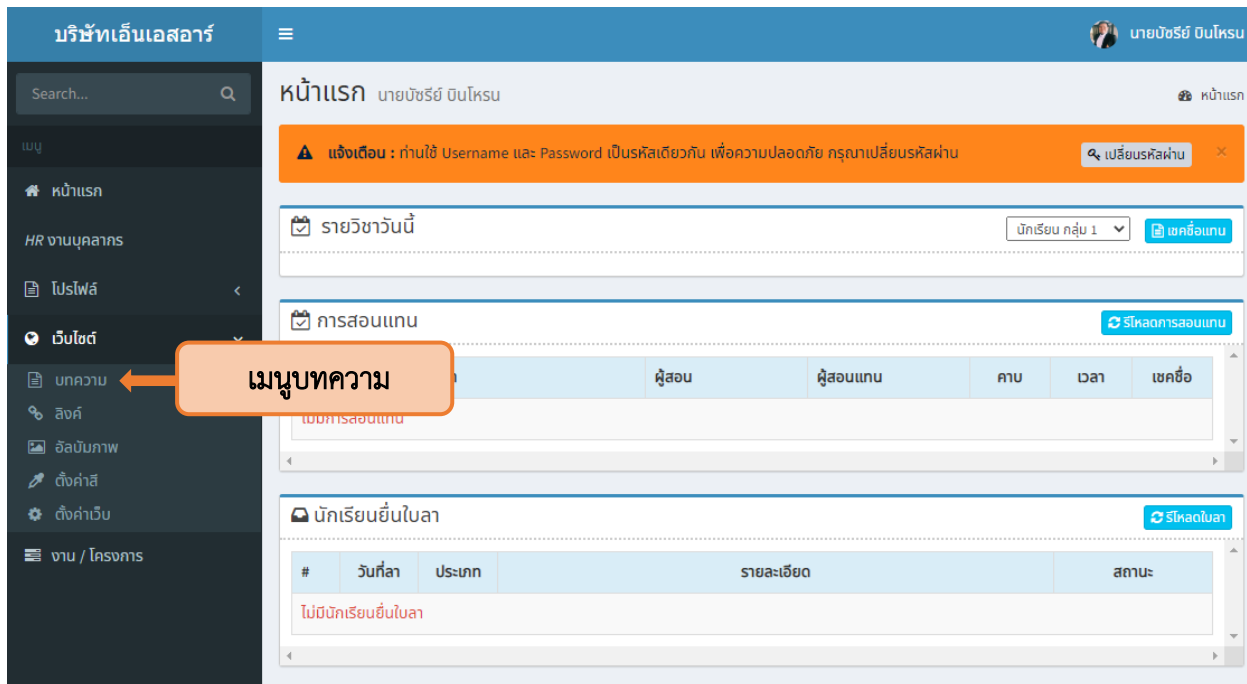 บริษัทเอ็นเอสอาร์
นายบัซรีย์ บินโหรน
Search...
หน้าแรก นายบัซรีย์ บินโหรน
หน้าแรก
เมนู
แจ้งเตือน : ท่านใช้ Username และ Password เป็นรหัสเดียวกัน เพื่อความปลอดภัย กรุณาเปลี่ยนรหัสผ่าน
เปลี่ยนรหัสผ่าน
หน้าแรก
HR งานบุคลากร
โปรไฟล์
เว็บไซต์
บทความ
ลิงค์
อัลบัมภาพ
ตั้งค่าสี
ตั้งค่าเว็บ
งาน / โครงการ
เมนูบทความ
รายวิชาวันนี้
นักเรียน กลุ่ม 1
เชคชื่อแทน
การสอนแทน
รีโหลดการสอนแทน
ผู้สอน ผู้สอนแทน คาบ เวลา เชคชื่อ
ไม่มีการสอนแทน
นักเรียนยื่นใบลา
รีโหลดใบลา
# วันที่ลา ประเภท รายละเอียด สถานะ
ไม่มีนักเรียนยื่นใบลา